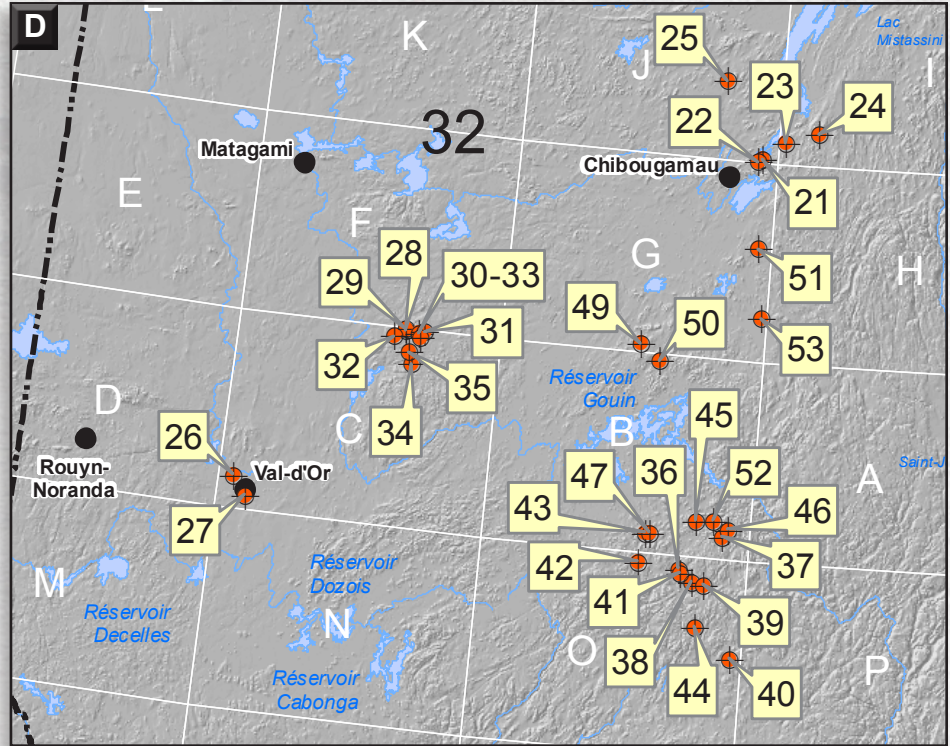 D
L
K
Lac
Mistassini
25
J
I
23
24
22
32
Matagami
Chibougamau
E
21
F
28
G
51
H
29
30-33
49
50
31
53
32
35
Réservoir
Gouin
D
34
C
45
26
B
Rouyn-
Noranda
Val-d'Or
36
52
Saint-J
47
A
43
46
27
37
Réservoir
Dozois
42
M
41
39
Réservoir
Decelles
N
O
38
P
Réservoir
Cabonga
44
40